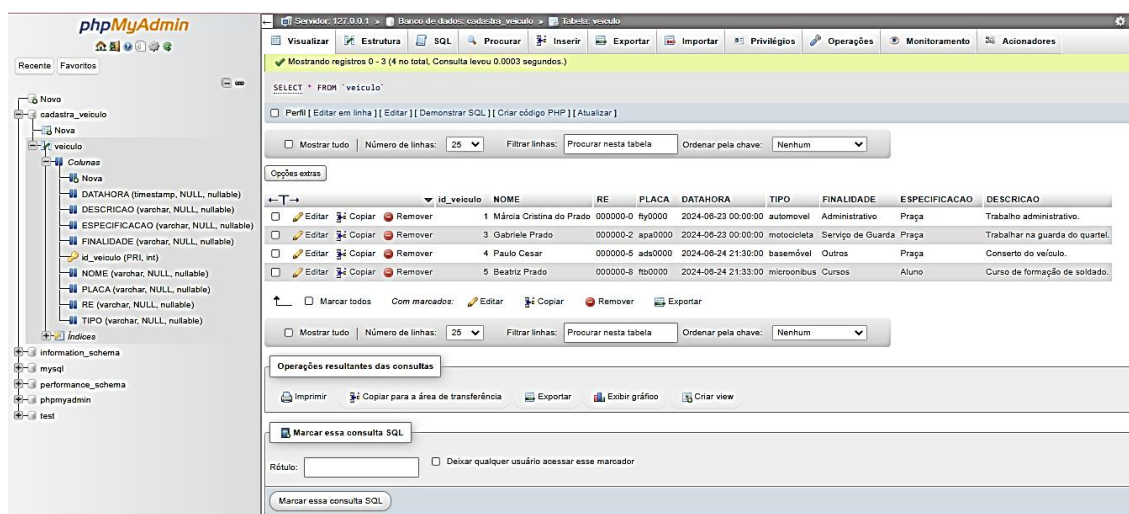 phpMyAdmin
Recente Favoritos
Novo
cadastra_veiculo
Nova
veiculo
Colunas
Nova
DATAHORA (timestamp, NULL, nullable)
DESCRICAO (varchar, NULL, nullable)
ESPECIFICACAO (varchar, NULL, nullable)
FINALIDADE (varchar, NULL, nullable)
id_veiculo (PRI, int)
NOME (varchar, NULL, nullable)
PLACA (varchar, NULL, nullable)
RE (varchar, NULL, nullable)
TIPO (varchar, NULL, nullable)
Índices
information_schema
mysql
performance_schema
phpmyadmin
test
Servidor: 127.0.0.1 » Banco de dados: cadastra_veiculo » Tabela: veiculo
Visualizar Estrutura SQL Procurar Inserir Exportar Importar Privilégios Operações Monitoramento Acionadores
Mostrando registros 0 - 3 (4 no total, Consulta levou 0.0003 segundos.)
SELECT * FROM `veiculo`
Perfil [ Editar em linha ] [ Editar ] [ Demonstrar SQL ] [ Criar código PHP ] [ Atualizar ]
Mostrar tudo | Número de linhas: 25 Filtrar linhas: Procurar nesta tabela Ordenar pela chave: Nenhum
Opções extras
←T→ id_veiculo NOME RE PLACA DATAHORA TIPO FINALIDADE ESPECIFICACAO DESCRICAO
Editar Copiar Remover 1 Márcia Cristina do Prado 000000-0 fty0000 2024-06-23 00:00:00 automovel Administrativo Praça Trabalho administrativo.
Editar Copiar Remover 3 Gabriele Prado 000000-2 apa0000 2024-06-23 00:00:00 motocicleta Serviço de Guarda Praça Trabalhar na guarda do quartel.
Editar Copiar Remover 4 Paulo Cesar 000000-5 ads0000 2024-06-24 21:30:00 basemóvel Outros Praça Conserto do veículo.
Editar Copiar Remover 5 Beatriz Prado 000000-8 ftb0000 2024-06-24 21:33:00 microonibus Cursos Aluno Curso de formação de soldado.
Marcar todos Com marcados: Editar Copiar Remover Exportar
Mostrar tudo | Número de linhas: 25 Filtrar linhas: Procurar nesta tabela Ordenar pela chave: Nenhum
Operações resultantes das consultas
Imprimir Copiar para a área de transferência Exportar Exibir gráfico Criar view
Marcar essa consulta SQL
Rótulo: Deixar qualquer usuário acessar esse marcador
Marcar essa consulta SQL